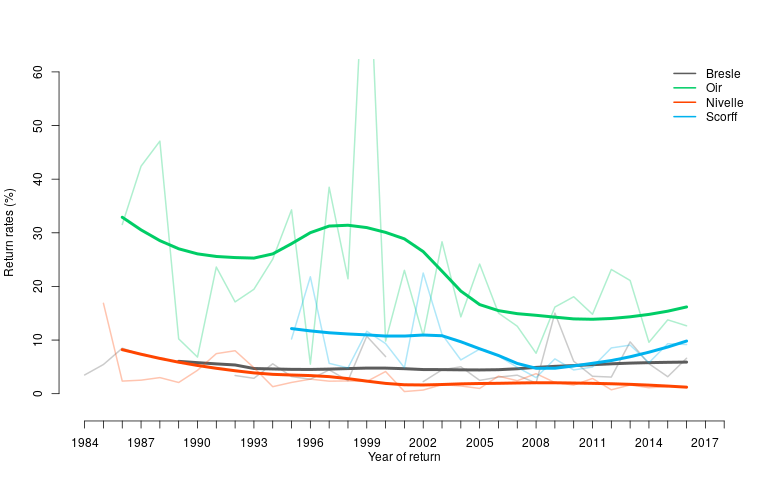 Bresle
Oir
Nivelle
Scorff
Return rates (%)
60
50
40
30
20
10
0
1984 1987 1990 1993 1996 1999 2002 2005 2008 2011 2014 2017
Year of return